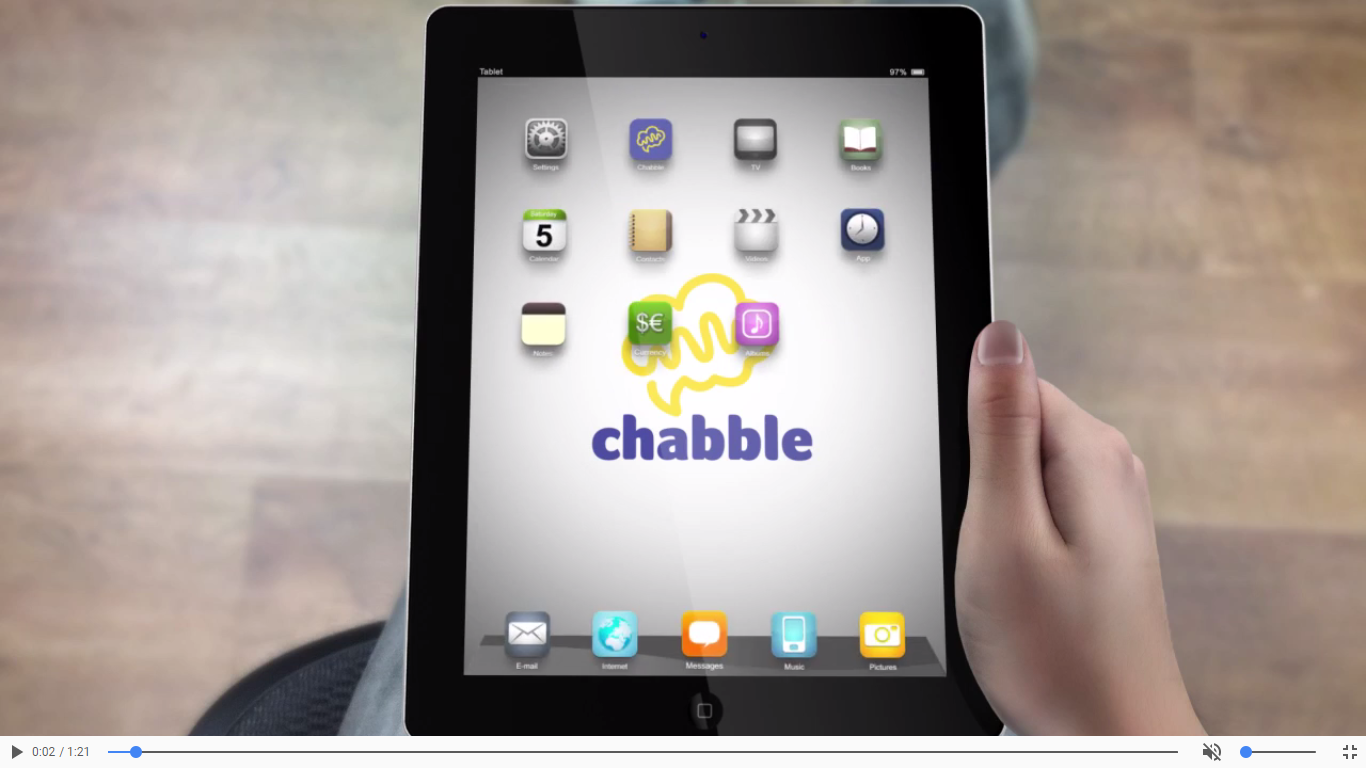 Tablet 97%
Settings Chabble TV Books
Saturday
5
Calendar Contacts Videos App
$€
Notes Currency Albums
chabble
E-mail Internet Messages Music Pictures
0:02 / 1:21